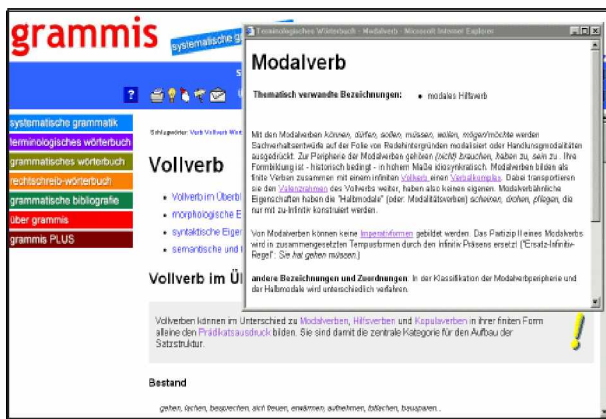 grammis
systematische gr
Terminologisches Wörterbuch - Modalverb - Microsoft Internet Explorer
Modalverb
Thematisch verwandte Bezeichnungen:
• modales Hilfsverb
Mit den Modalverben können, dürfen, sollen, müssen, wollen, mögen/möchte werden
Sachverhaltsentwürfe auf der Folie von Redehintergründen modalisiert oder Handlungsmodalitäten
ausgedrückt. Zur Peripherie der Modalverben gehören (nicht) brauchen, haben zu, sein zu. Ihre
Formbildung ist - historisch bedingt - in hohem Maße idiosynkratisch. Modalverben bilden als
finite Verben zusammen mit einem infiniten Vollverb einen Verbalkomplex. Dabei transportieren
sie den Valenzrahmen des Vollverbs weiter, haben also keinen eigenen. Modalverbähnliche
Eigenschaften haben die "Halbmodale" (oder: Modalitätsverben) scheinen, drohen, pflegen, die
nur mit zu-Infinitiv konstruiert werden.
Von Modalverben können keine Imperativformen gebildet werden. Das Partizip II eines Modalverbs
wird in zusammengesetzten Tempusformen durch den Infinitiv Präsens ersetzt ("Ersatz-Infinitiv-
Regel": Sie hat gehen müssen.)
andere Bezeichnungen und Zuordnungen: In der Klassifikation der Modalverbperipherie und
der Halbmodale wird unterschiedlich verfahren.
systematische grammatik
terminologisches wörterbuch
grammatisches wörterbuch
rechtschreib-wörterbuch
grammatische bibliografie
über grammis
grammis PLUS
Schlagwörter: Verb Vollverb Wort
Vollverb
• Vollverb im Überbl
• morphologische E
• syntaktische Eiger
• semantische und
Vollverb im Ü
Vollverben können im Unterschied zu Modalverben, Hilfsverben und Kopulaverben in ihrer finiten Form
alleine den Prädikatsausdruck bilden. Sie sind damit die zentrale Kategorie für den Aufbau der
Satzstruktur.
!
Bestand
gehen, lachen, besprechen, sich freuen, erwärmen, aufnehmen, totlachen, bausparen...